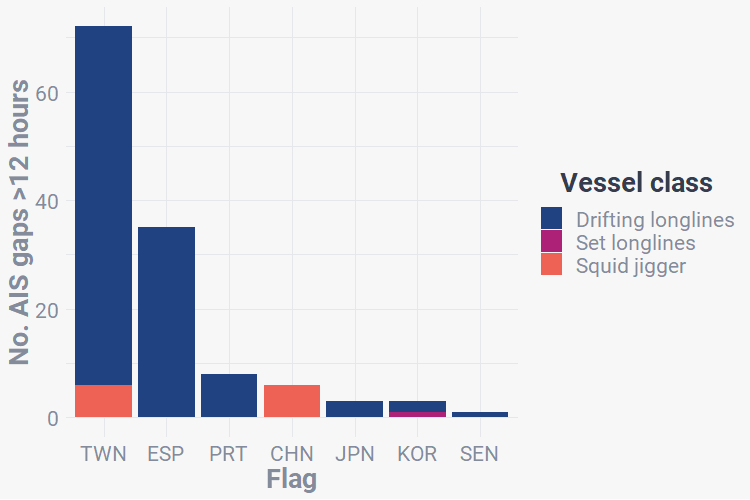 No. AIS gaps >12 hours
60
40
20
0
TWN ESP PRT CHN JPN KOR SEN
Flag
Vessel class
Drifting longlines
Set longlines
Squid jigger